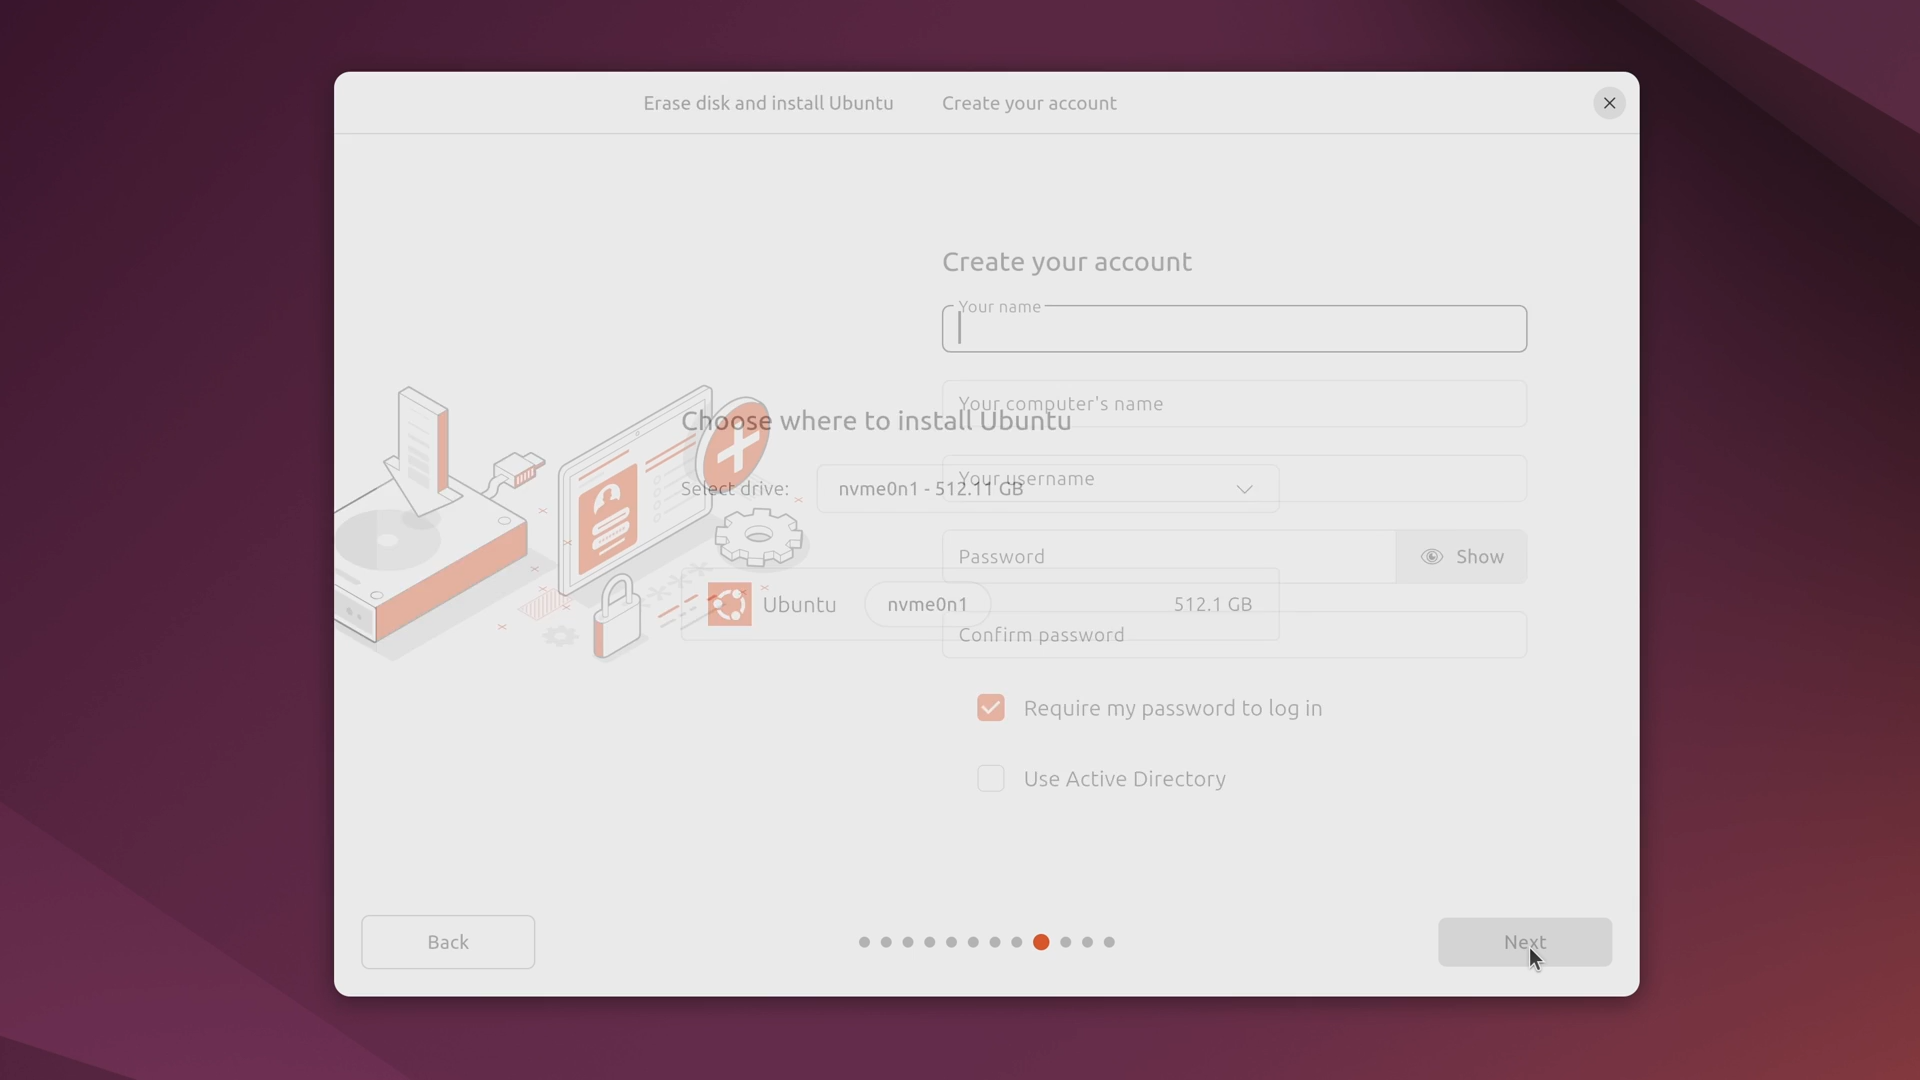 Erase disk and install Ubuntu
Create your account
Create your account
Your name
Your computer's name
Choose where to install Ubuntu
Your username
Select drive:
nvme0n1 - 512.11 GB
Password
Show
Ubuntu
nvme0n1
512.1 GB
Confirm password
Require my password to log in
Use Active Directory
Back
Next